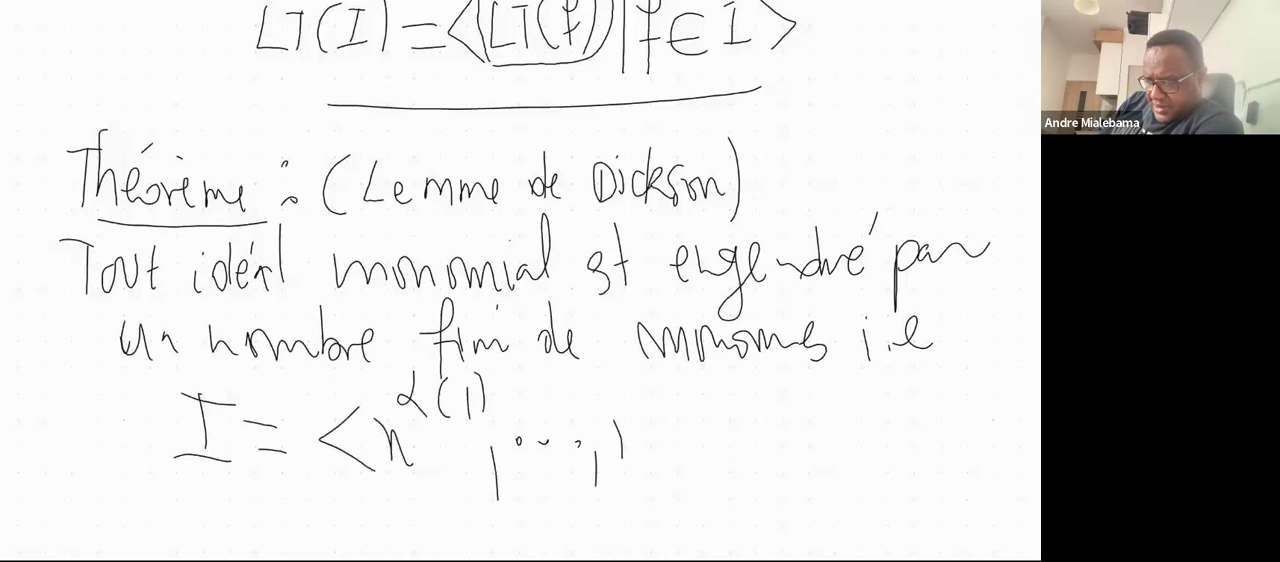 LT(I) = <LT(f) | f ∈ I>
Andre Mialebama
Théorème : (Lemme de Dickson)
Tout idéal monomial est engendré par
un nombre fini de monomes i.e
I = <x^α(1), ...,